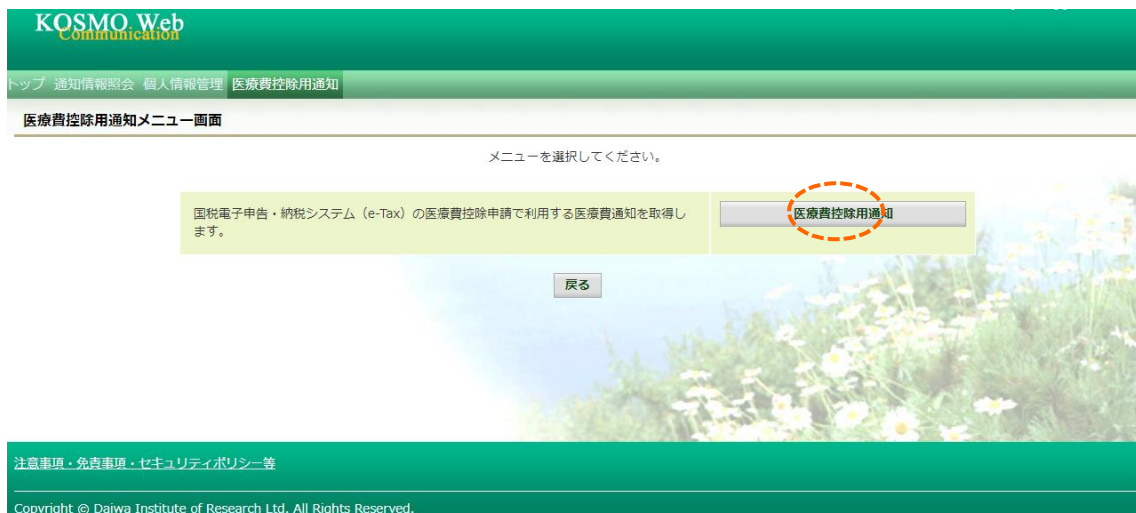 KOSMO Web
Communication
トップ 通知情報照会 個人情報管理 医療費控除用通知
医療費控除用通知メニュー画面
メニューを選択してください。
国税電子申告・納税システム（e-Tax）の医療費控除申請で利用する医療費通知を取得し
ます。
医療費控除用通知
戻る
注意事項・免責事項・セキュリティポリシー等
Copyright © Daiwa Institute of Research Ltd. All Rights Reserved.